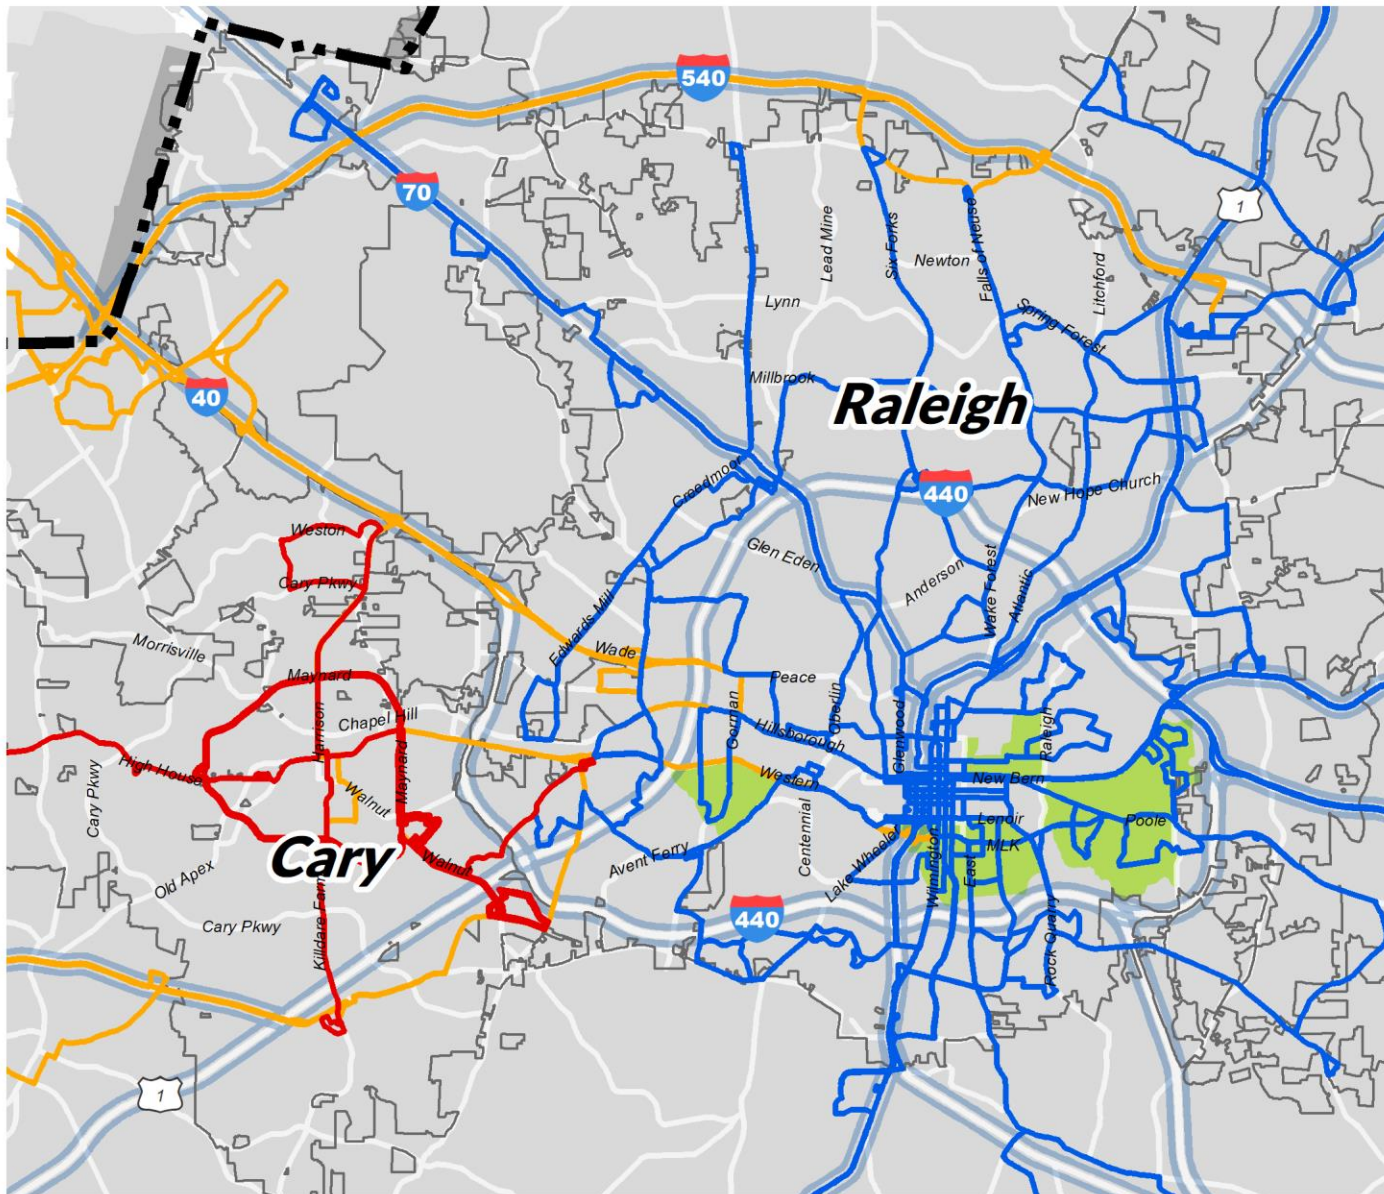 540
70
1
Lead Mine
Six Forks
Falls of Neuse
Newton
Litchford
Lynn
Spring Forest
Millbrook
40
Raleigh
Creedmoor
440
New Hope Church
Weston
Glen Eden
Cary Pkwy
Anderson
Wake Forest
Atlantic
Edwards Mill
Morrisville
Wade
Maynard
Peace
Harrison
Chapel Hill
Gorman
Hillsborough
Oberlin
Glenwood
Raleigh
High House
Cary Pkwy
Walnut
Maynard
Western
New Bern
Centennial
Lenoir
Poole
Cary
Walnut
Avent Ferry
Lake Wheeler
Wilmington
East
MLK
Old Apex
Cary Pkwy
Kildare Farm
440
Rock Quarry
1